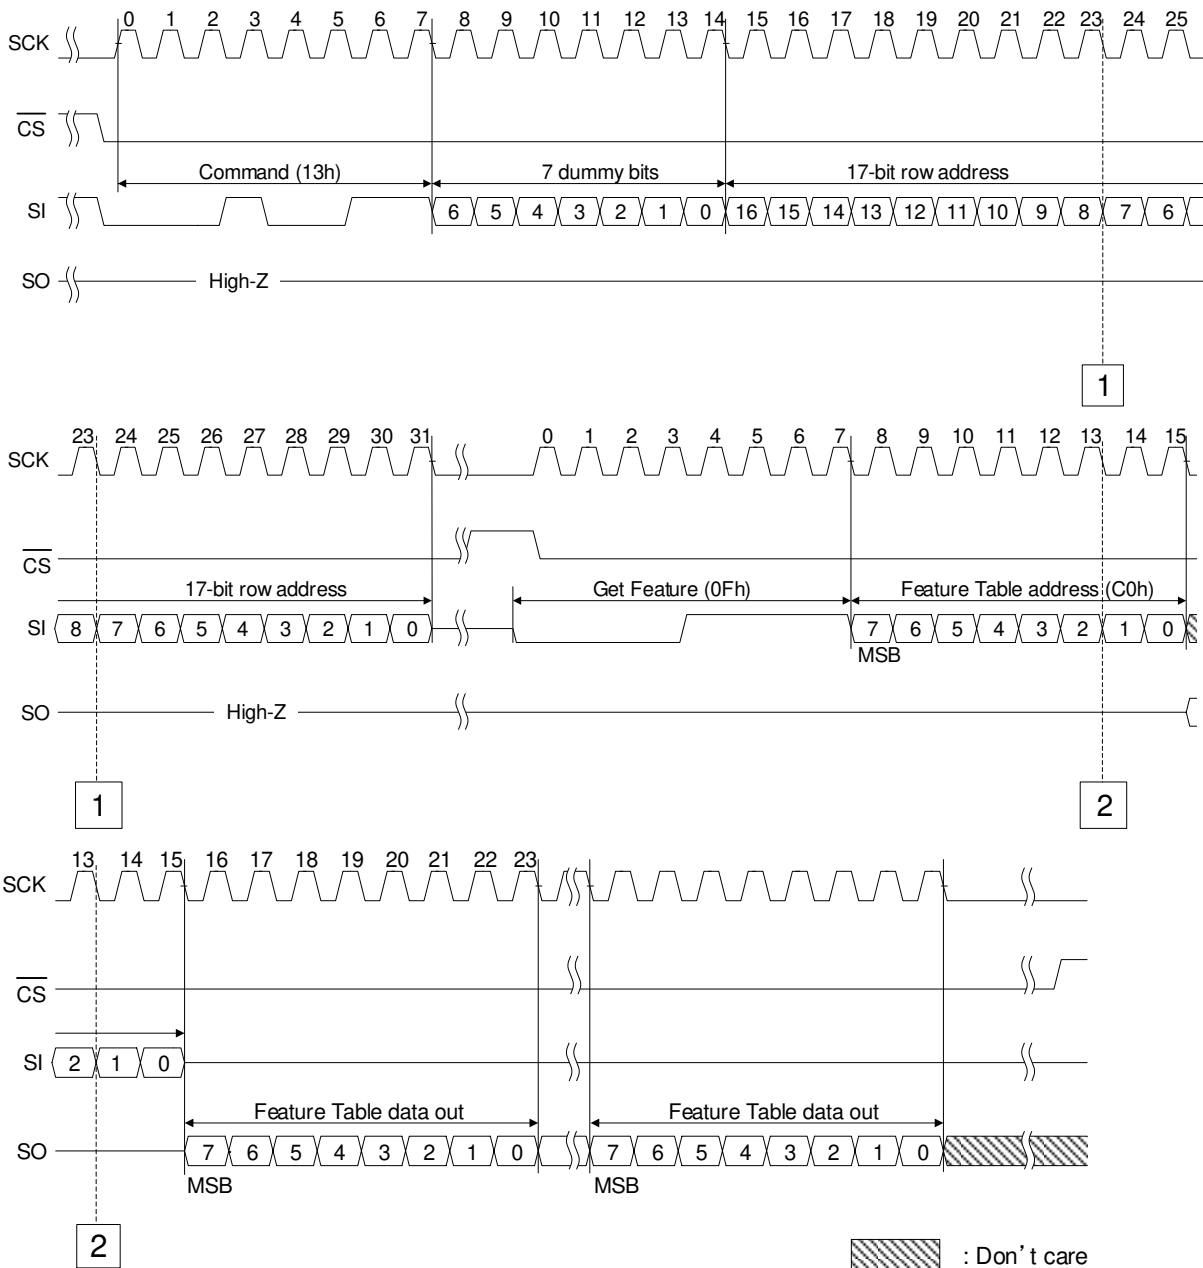 0 1 2 3 4 5 6 7 8 9 10 11 12 13 14 15 16 17 18 19 20 21 22 23 24 25
SCK
CS
Command (13h) 7 dummy bits 17-bit row address
SI 6 5 4 3 2 1 0 16 15 14 13 12 11 10 9 8 7 6
SO High-Z
1
23 24 25 26 27 28 29 30 31 0 1 2 3 4 5 6 7 8 9 10 11 12 13 14 15
SCK
CS
17-bit row address Get Feature (0Fh) Feature Table address (C0h)
SI 8 7 6 5 4 3 2 1 0 7 6 5 4 3 2 1 0
MSB
SO High-Z
1 2
13 14 15 16 17 18 19 20 21 22 23
SCK
CS
SI 2 1 0
Feature Table data out Feature Table data out
SO 7 6 5 4 3 2 1 0 7 6 5 4 3 2 1 0
MSB MSB
2
: Don't care